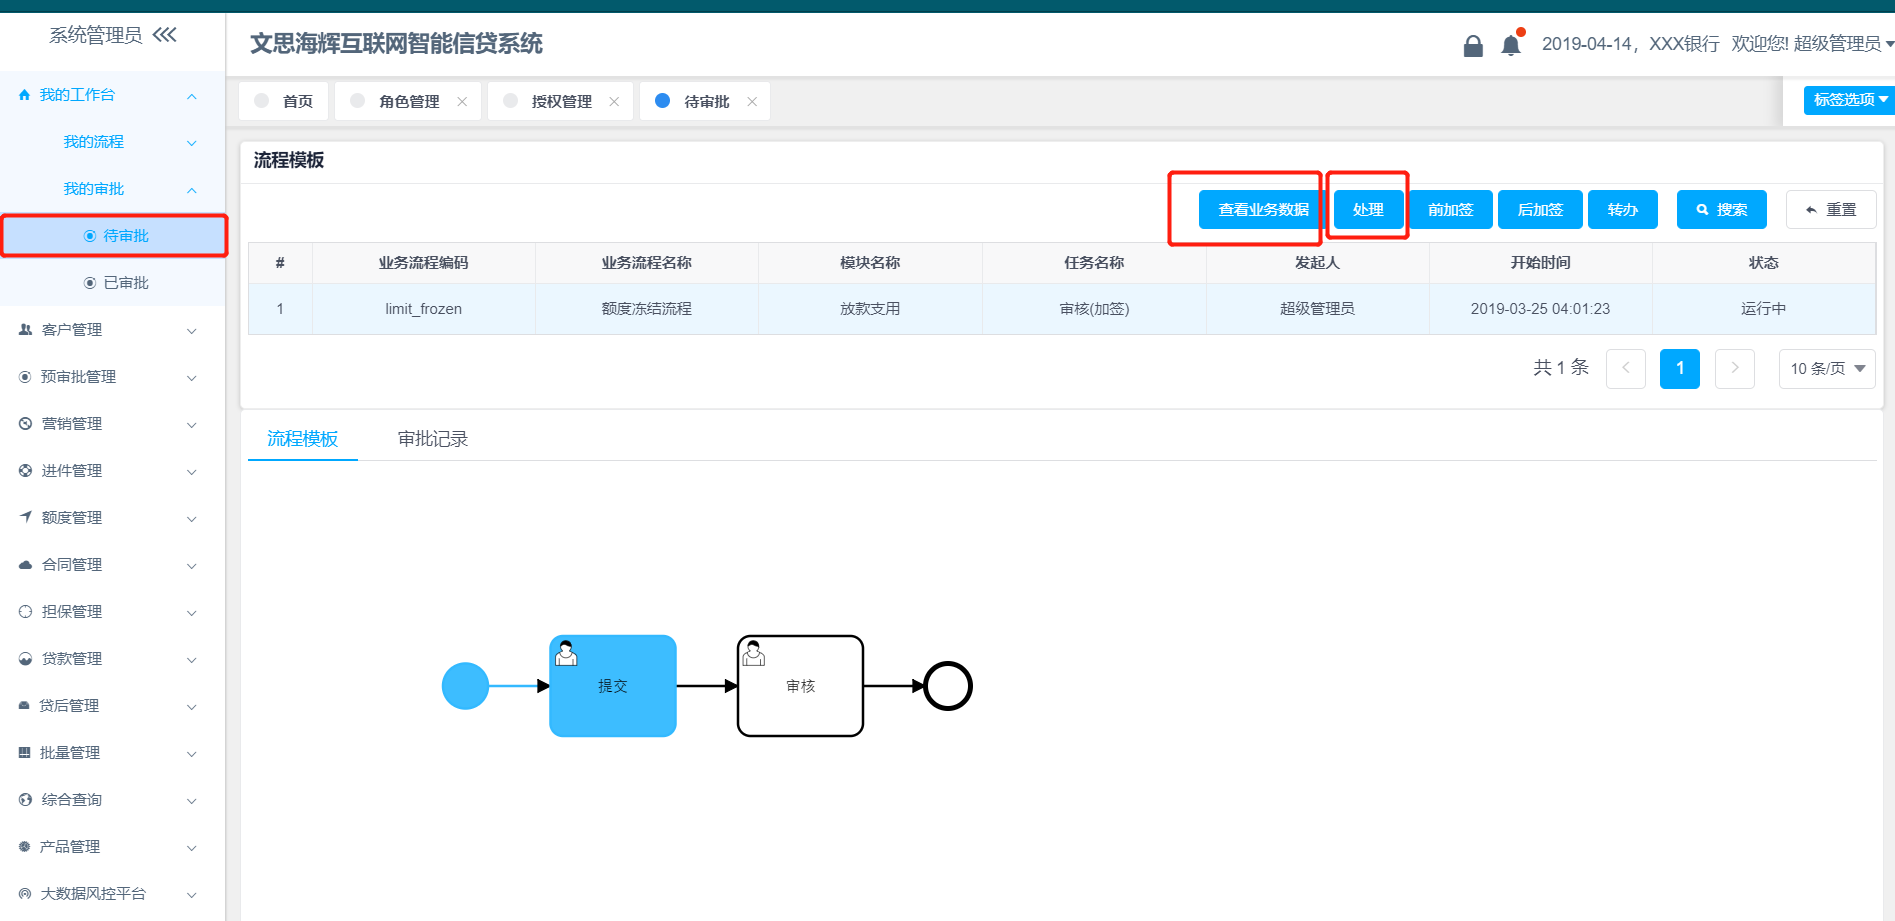 系统管理员
文思海辉互联网智能信贷系统
2019-04-14，XXX银行 欢迎您! 超级管理员
我的工作台
我的流程
我的审批
待审批
已审批
客户管理
预审批管理
营销管理
进件管理
额度管理
合同管理
担保管理
贷款管理
贷后管理
批量管理
综合查询
产品管理
大数据风控平台
首页 角色管理 授权管理 待审批 标签选项
流程模板
查看业务数据 处理 前加签 后加签 转办 搜索 重置
# 业务流程编码 业务流程名称 模块名称 任务名称 发起人 开始时间 状态
1 limit_frozen 额度冻结流程 放款支用 审核(加签) 超级管理员 2019-03-25 04:01:23 运行中
共 1 条 1 10 条/页
流程模板 审批记录
提交 审核